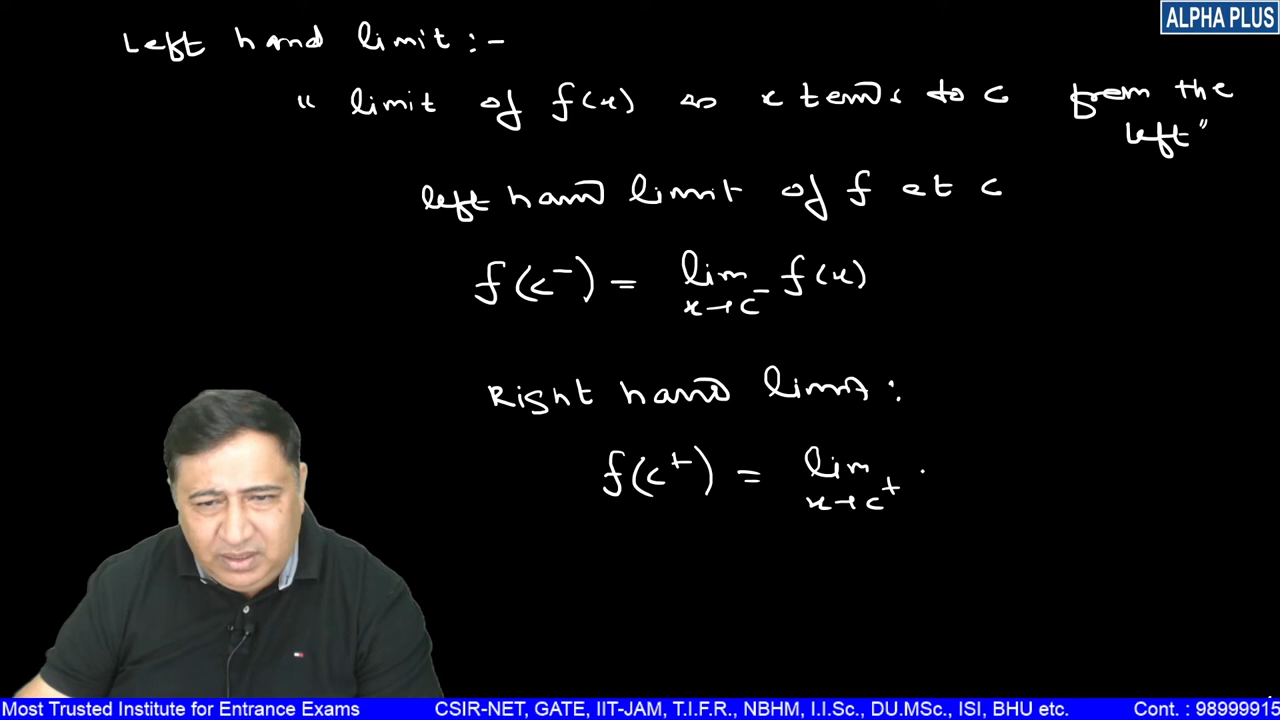 ALPHA PLUS
Left hand limit :-
" limit of f(x) as x tends to c from the
left"
left hand limit of f at c
f(c⁻) = lim f(x)
x→c⁻
Right hand limit :
f(c⁺) = lim
x→c⁺
Most Trusted Institute for Entrance Exams CSIR-NET, GATE, IIT-JAM, T.I.F.R., NBHM, I.I.Sc., DU.MSc., ISI, BHU etc. Cont. : 98999915